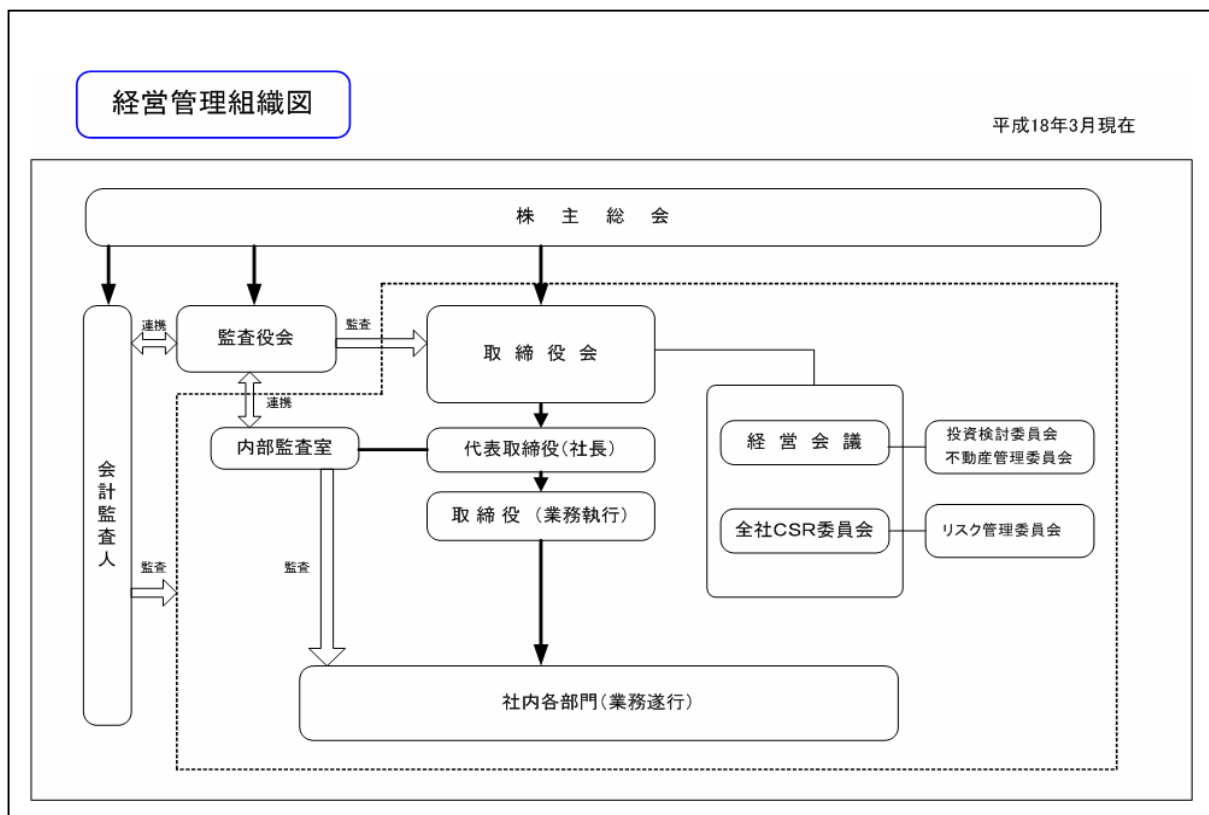 経営管理組織図
平成18年3月現在
株主総会
連携
監査役会
監査
取締役会
連携
内部監査室
代表取締役(社長)
経営会議
投資検討委員会
不動産管理委員会
会計監査人
取締役(業務執行)
全社CSR委員会
リスク管理委員会
監査
監査
社内各部門(業務遂行)